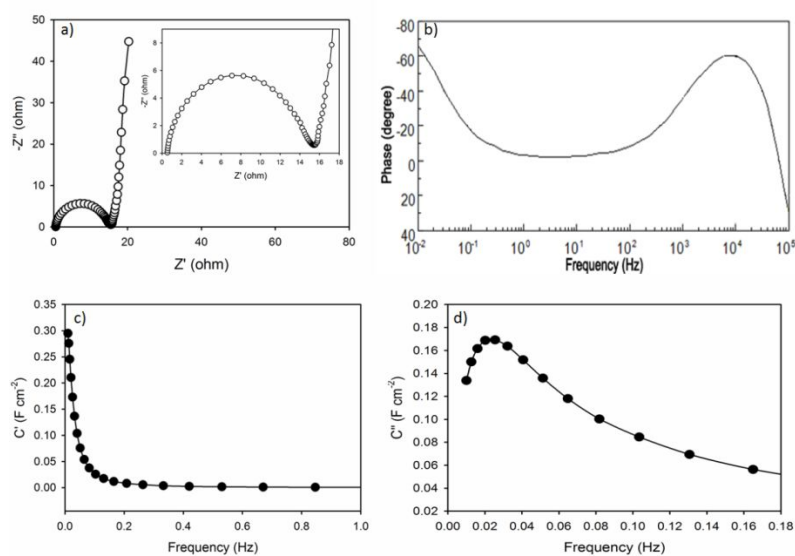 a)
50
40
30
20
10
0
-Z" (ohm)
0 20 40 60 80
Z' (ohm)
8
6
4
2
0
-Z" (ohm)
0 2 4 6 8 10 12 14 16 18
Z' (ohm)
b)
-80
-60
-40
-20
0
20
40
Phase (degree)
10-2 10-1 100 101 102 103 104 105
Frequency (Hz)
c)
0.35
0.30
0.25
0.20
0.15
0.10
0.05
0.00
C' (F cm-2)
0.0 0.2 0.4 0.6 0.8 1.0
Frequency (Hz)
d)
0.20
0.18
0.16
0.14
0.12
0.10
0.08
0.06
0.04
0.02
C" (F cm-2)
0.00 0.02 0.04 0.06 0.08 0.10 0.12 0.14 0.16 0.18
Frequency (Hz)